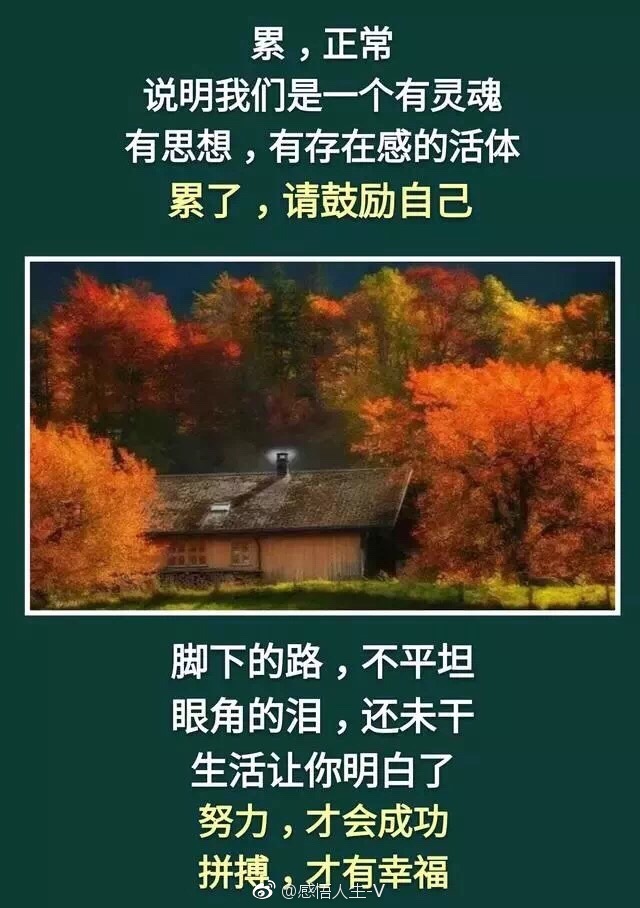 累，正常
说明我们是一个有灵魂
有思想，有存在感的活体
累了，请鼓励自己
脚下的路，不平坦
眼角的泪，还未干
生活让你明白了
努力，才会成功
拼搏，才有幸福
@感悟人生-V